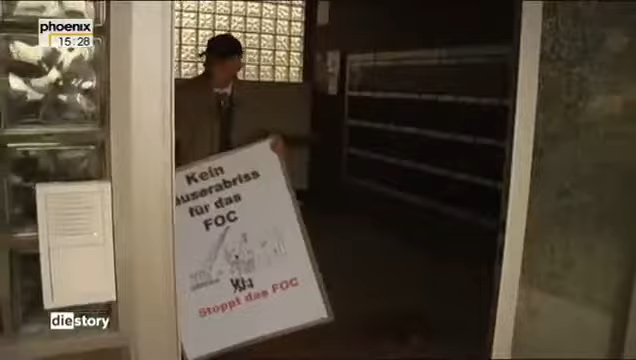 phoenix
15:28
Kein
äuserabriss
für das
FOC
Stoppt das FOC
diestory